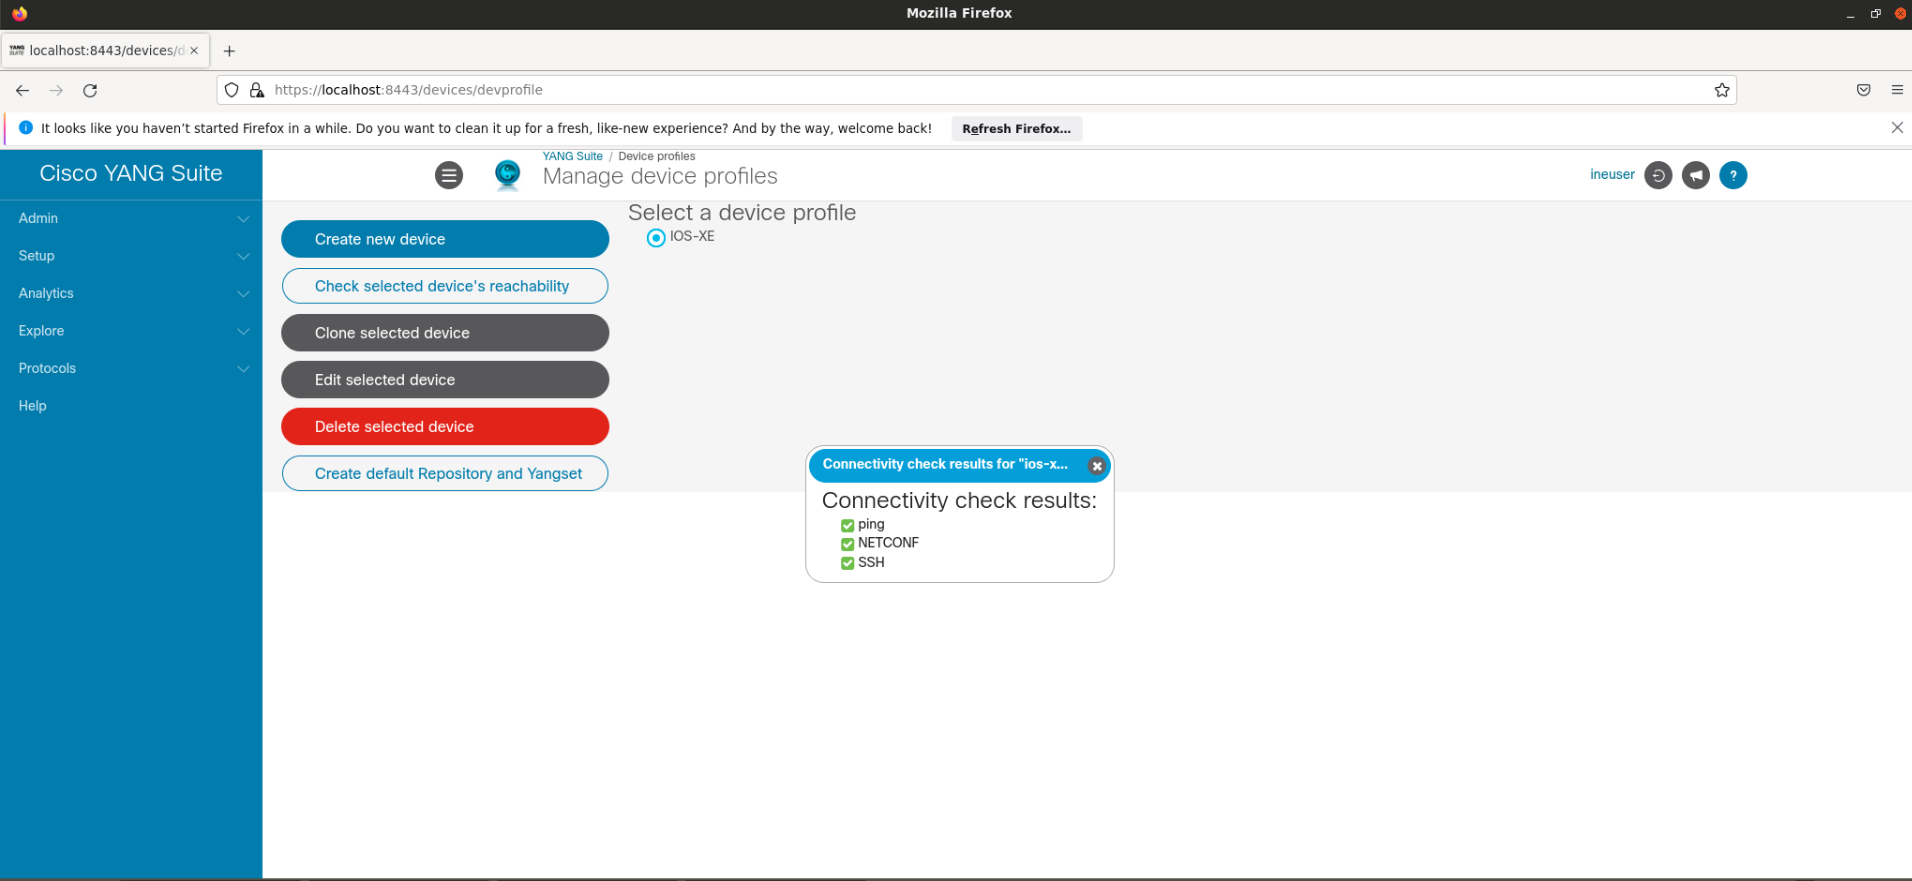 Mozilla Firefox
YANG SUITE localhost:8443/devices/d
https://localhost:8443/devices/devprofile
It looks like you haven’t started Firefox in a while. Do you want to clean it up for a fresh, like-new experience? And by the way, welcome back! Refresh Firefox...
Cisco YANG Suite
Admin
Setup
Analytics
Explore
Protocols
Help
YANG Suite / Device profiles
Manage device profiles
ineuser
?
Create new device
Check selected device's reachability
Clone selected device
Edit selected device
Delete selected device
Create default Repository and Yangset
Select a device profile
IOS-XE
Connectivity check results for "ios-x...
Connectivity check results:
ping
NETCONF
SSH